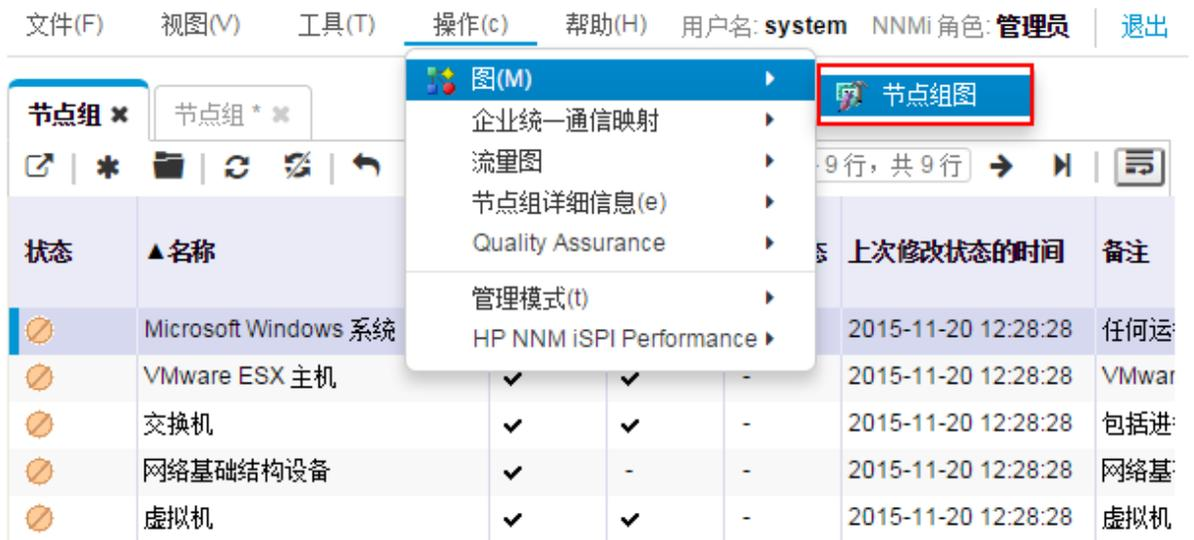 文件(F) 视图(V) 工具(T) 操作(c) 帮助(H) 用户名: system NNMi 角色: 管理员 退出
图(M) 节点组图
节点组 节点组 *
企业统一通信映射
流量图 9行，共9行
节点组详细信息(e)
Quality Assurance
状态 ▲名称 态 上次修改状态的时间 备注
管理模式(t)
Microsoft Windows 系统 2015-11-20 12:28:28 任何运
HP NNM iSPI Performance
VMware ESX 主机 ✔ ✔ - 2015-11-20 12:28:28 VMwar
交换机 ✔ ✔ - 2015-11-20 12:28:28 包括进
网络基础结构设备 ✔ - - 2015-11-20 12:28:28 网络基
虚拟机 ✔ ✔ - 2015-11-20 12:28:28 虚拟机